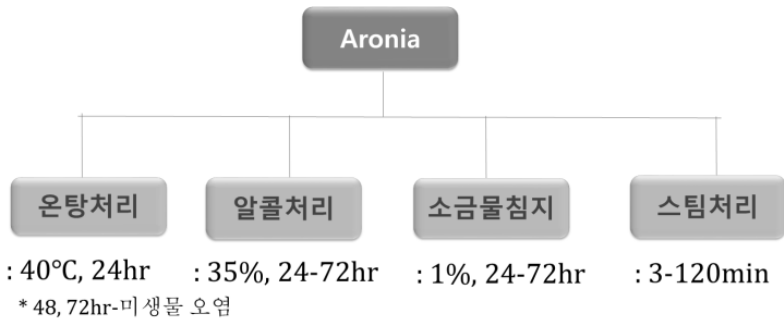 Aronia
온탕처리 알콜처리 소금물침지 스팀처리
: 40℃, 24hr : 35%, 24-72hr : 1%, 24-72hr : 3-120min
* 48, 72hr-미생물 오염